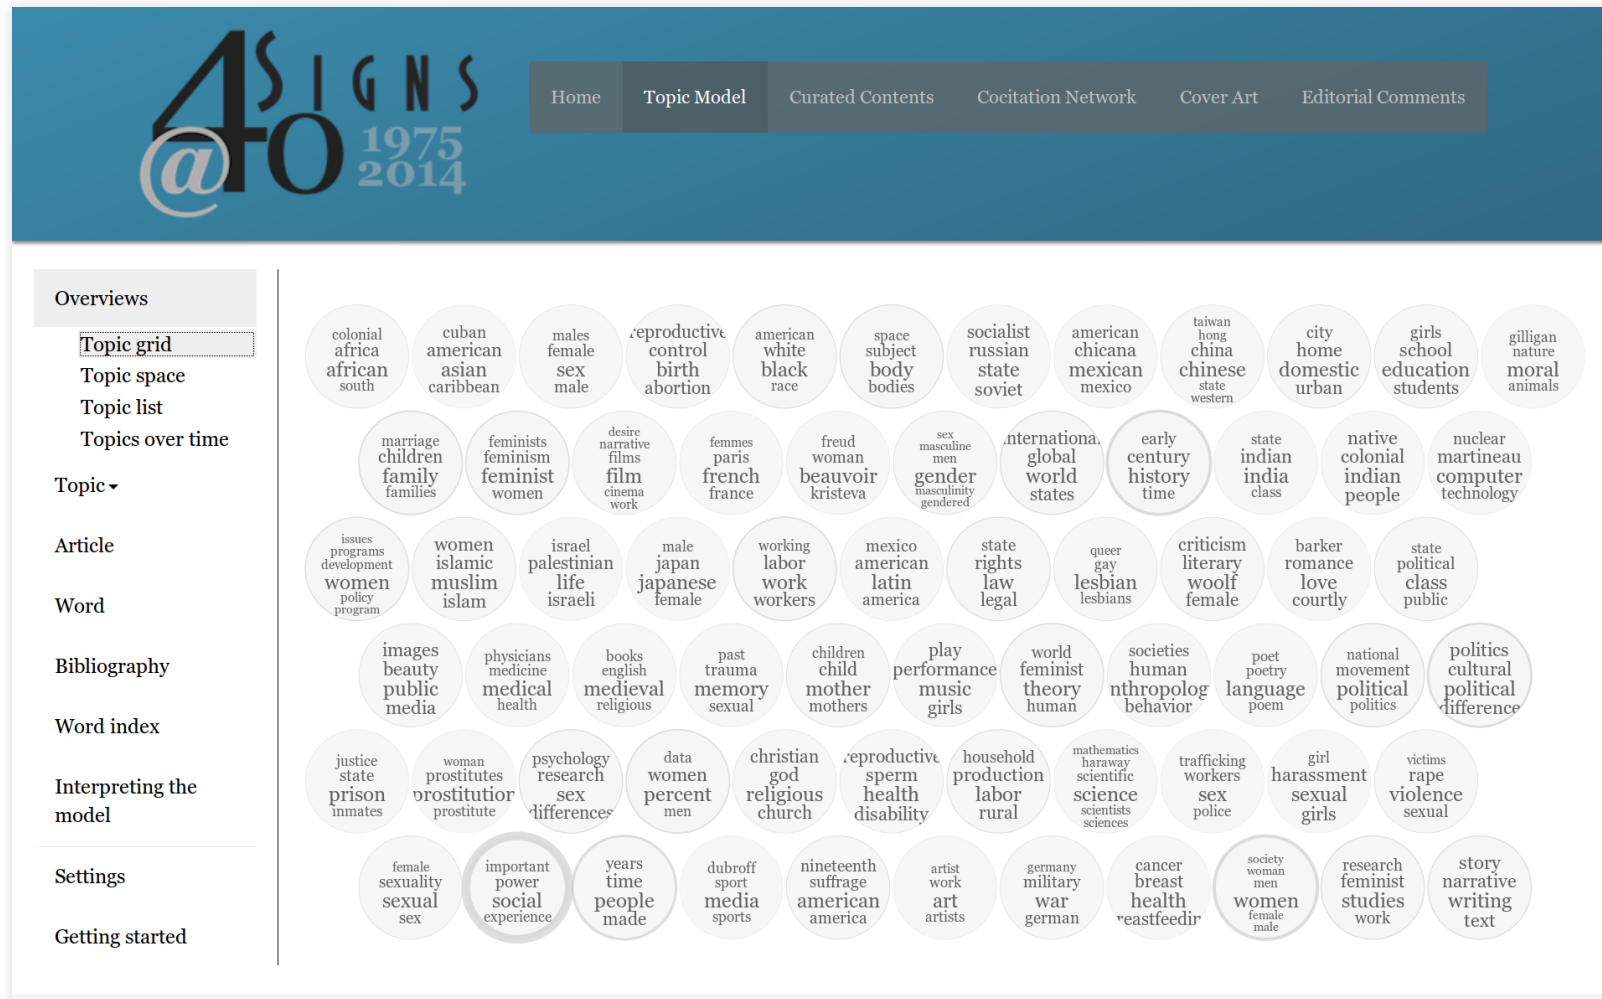 @40 SIGNS
1975
2014
Home Topic Model Curated Contents Cocitation Network Cover Art Editorial Comments
Overviews
Topic grid
Topic space
Topic list
Topics over time
Topic
Article
Word
Bibliography
Word index
Interpreting the
model
Settings
Getting started
colonial
africa
african
south
cuban
american
asian
caribbean
males
female
sex
male
reproductive
control
birth
abortion
american
white
black
race
space
subject
body
bodies
socialist
russian
state
soviet
american
chicana
mexican
mexico
taiwan
hong
china
chinese
state
western
city
home
domestic
urban
girls
school
education
students
gilligan
nature
moral
animals
marriage
children
family
families
feminists
feminism
feminist
women
desire
narrative
films
film
cinema
work
femmes
paris
french
france
freud
woman
beauvoir
kristeva
sex
masculine
men
gender
masculinity
gendered
internationa
global
world
states
early
century
history
time
state
indian
india
class
native
colonial
indian
people
nuclear
martineau
computer
technology
issues
programs
development
women
policy
program
women
islamic
muslim
islam
israel
palestinian
life
israeli
male
japan
japanese
female
working
labor
work
workers
mexico
american
latin
america
state
rights
law
legal
queer
gay
lesbian
lesbians
criticism
literary
woolf
female
barker
romance
love
courtly
state
political
class
public
images
beauty
public
media
physicians
medicine
medical
health
books
english
medieval
religious
past
trauma
memory
sexual
children
child
mother
mothers
play
performance
music
girls
world
feminist
theory
human
societies
human
nthropolog
behavior
poet
poetry
language
poem
national
movement
political
politics
politics
cultural
political
difference
justice
state
prison
inmates
woman
prostitutes
prostitution
prostitute
psychology
research
sex
differences
data
women
percent
men
christian
god
religious
church
reproductive
sperm
health
disability
household
production
labor
rural
mathematics
haraway
scientific
science
scientists
sciences
trafficking
workers
sex
police
girl
harassment
sexual
girls
victims
rape
violence
sexual
female
sexuality
sexual
sex
important
power
social
experience
years
time
people
made
dubroff
sport
media
sports
nineteenth
suffrage
american
america
artist
work
art
artists
germany
military
war
german
cancer
breast
health
reastfeedin
society
woman
men
women
female
male
research
feminist
studies
work
story
narrative
writing
text